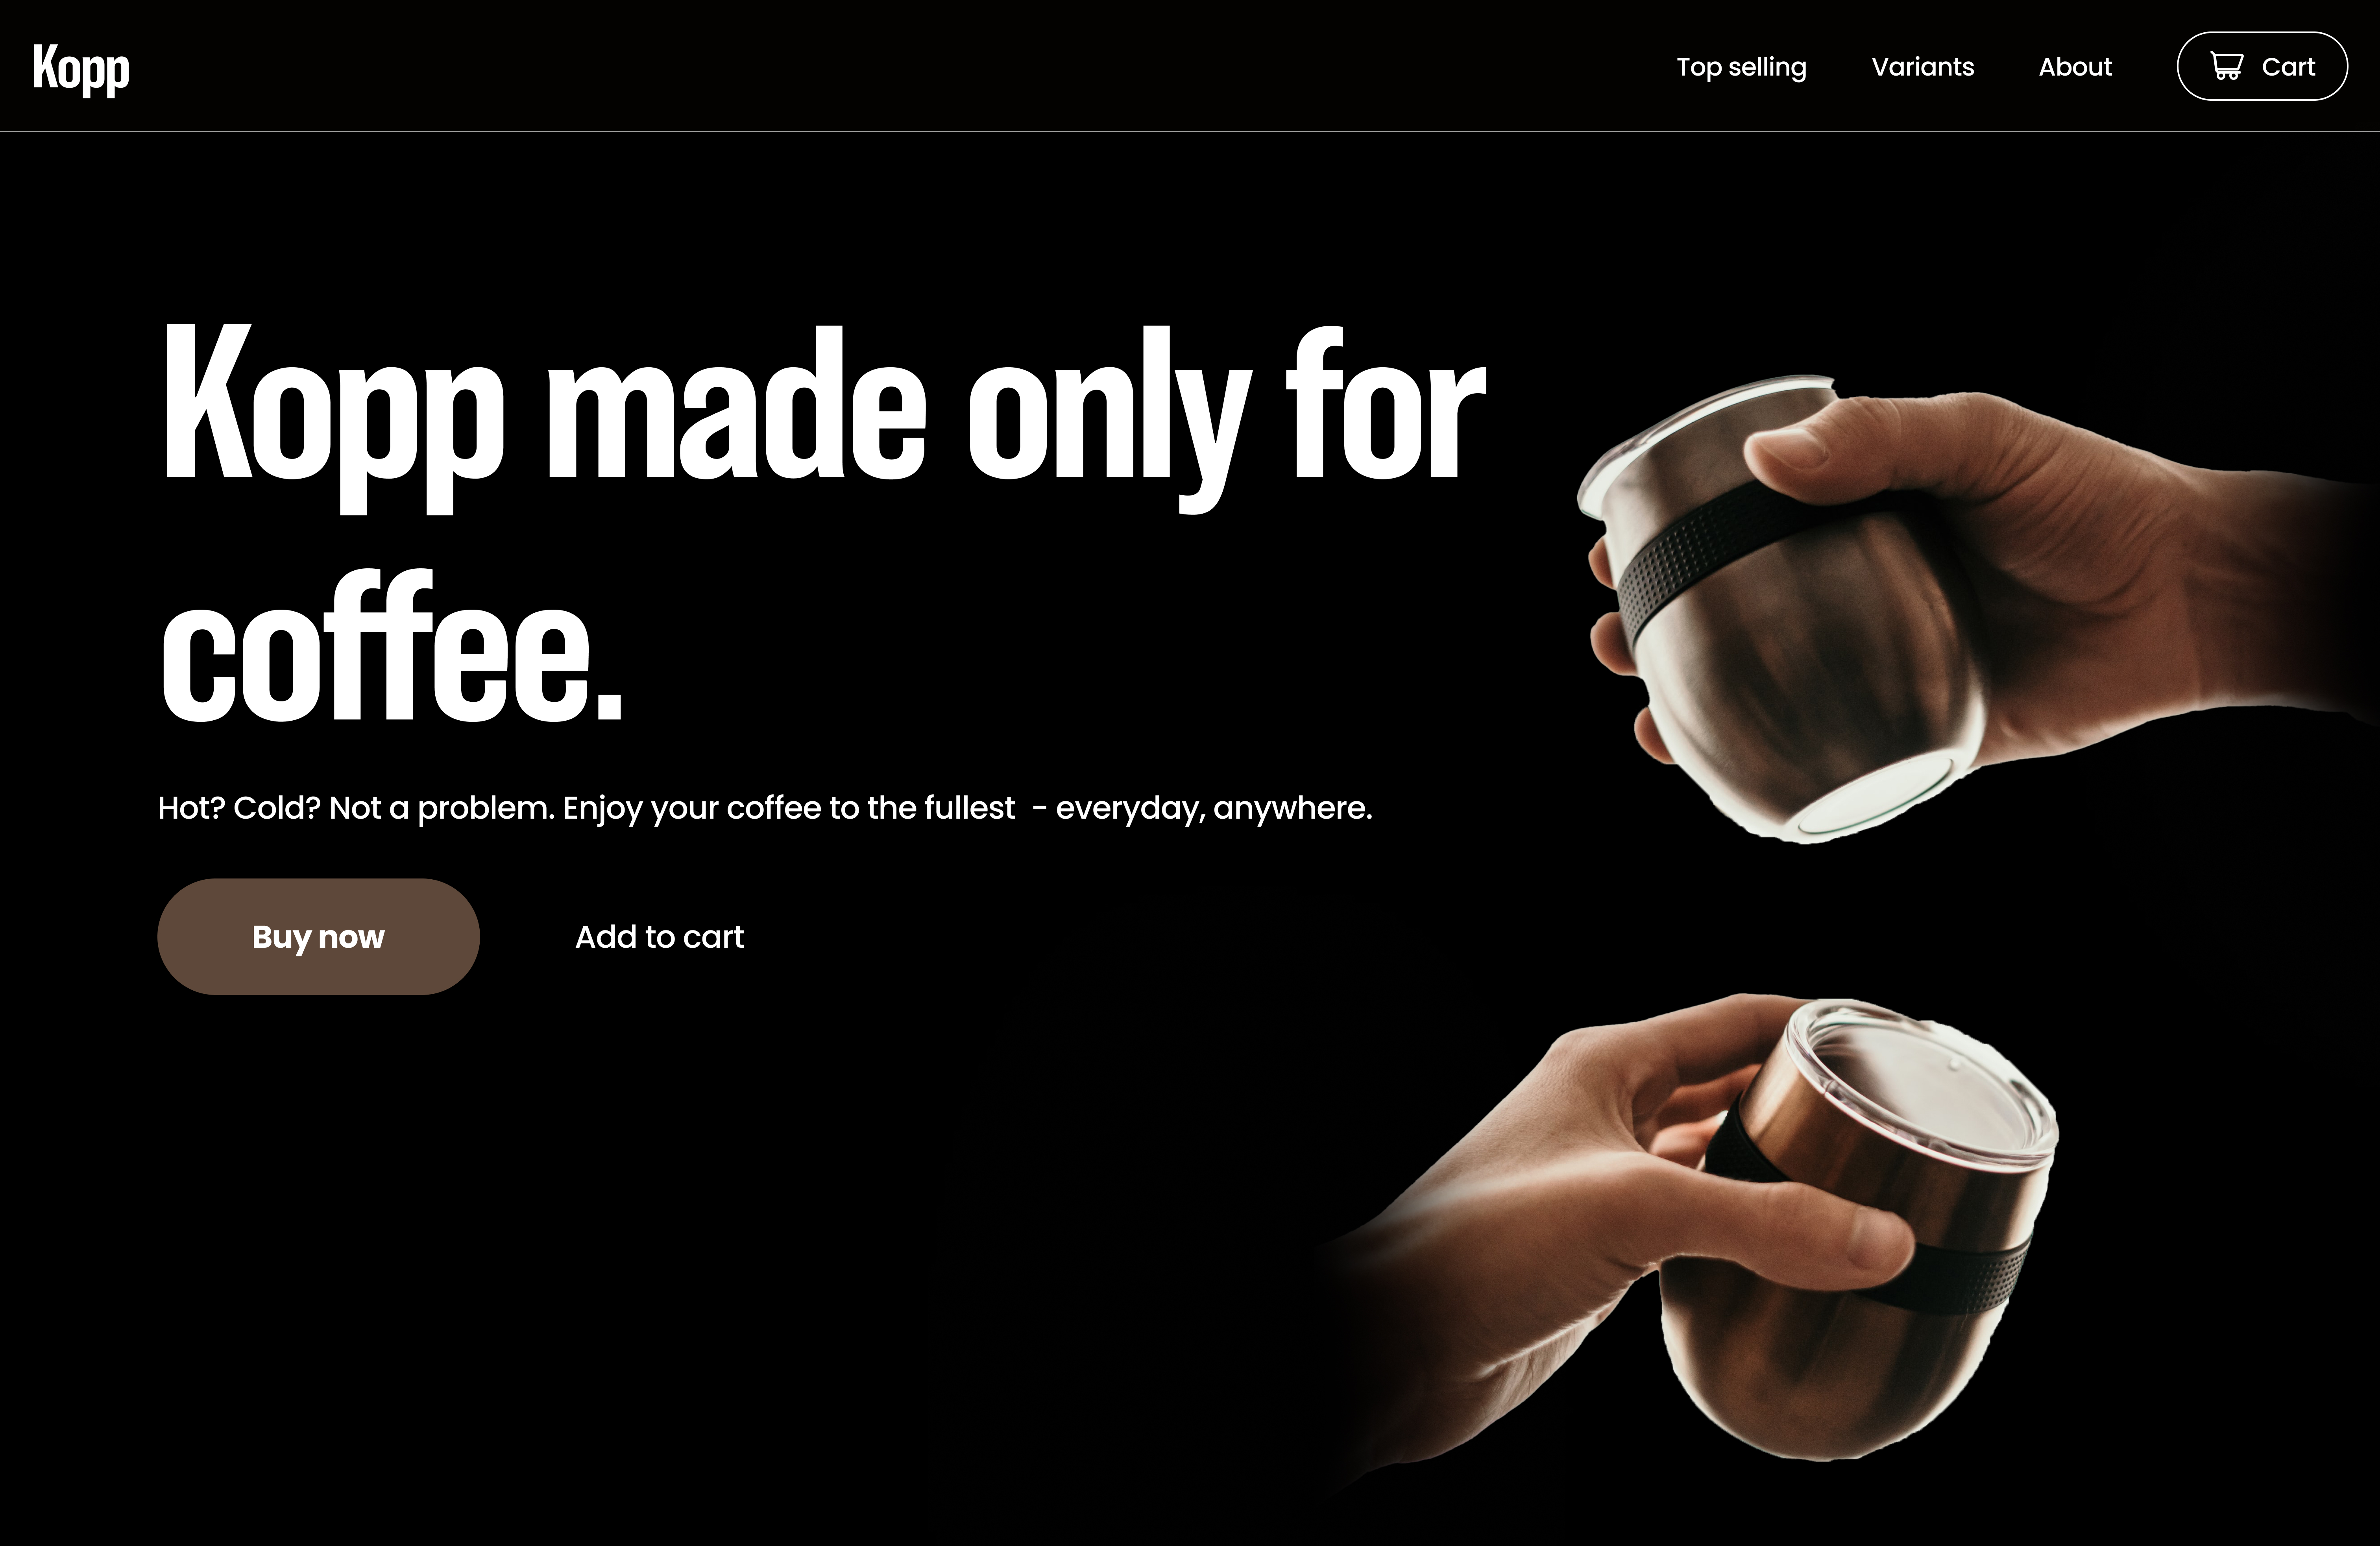 Kopp
Top selling
Variants
About
Cart
Kopp made only for
coffee.
Hot? Cold? Not a problem. Enjoy your coffee to the fullest  - everyday, anywhere.
Buy now
Add to cart